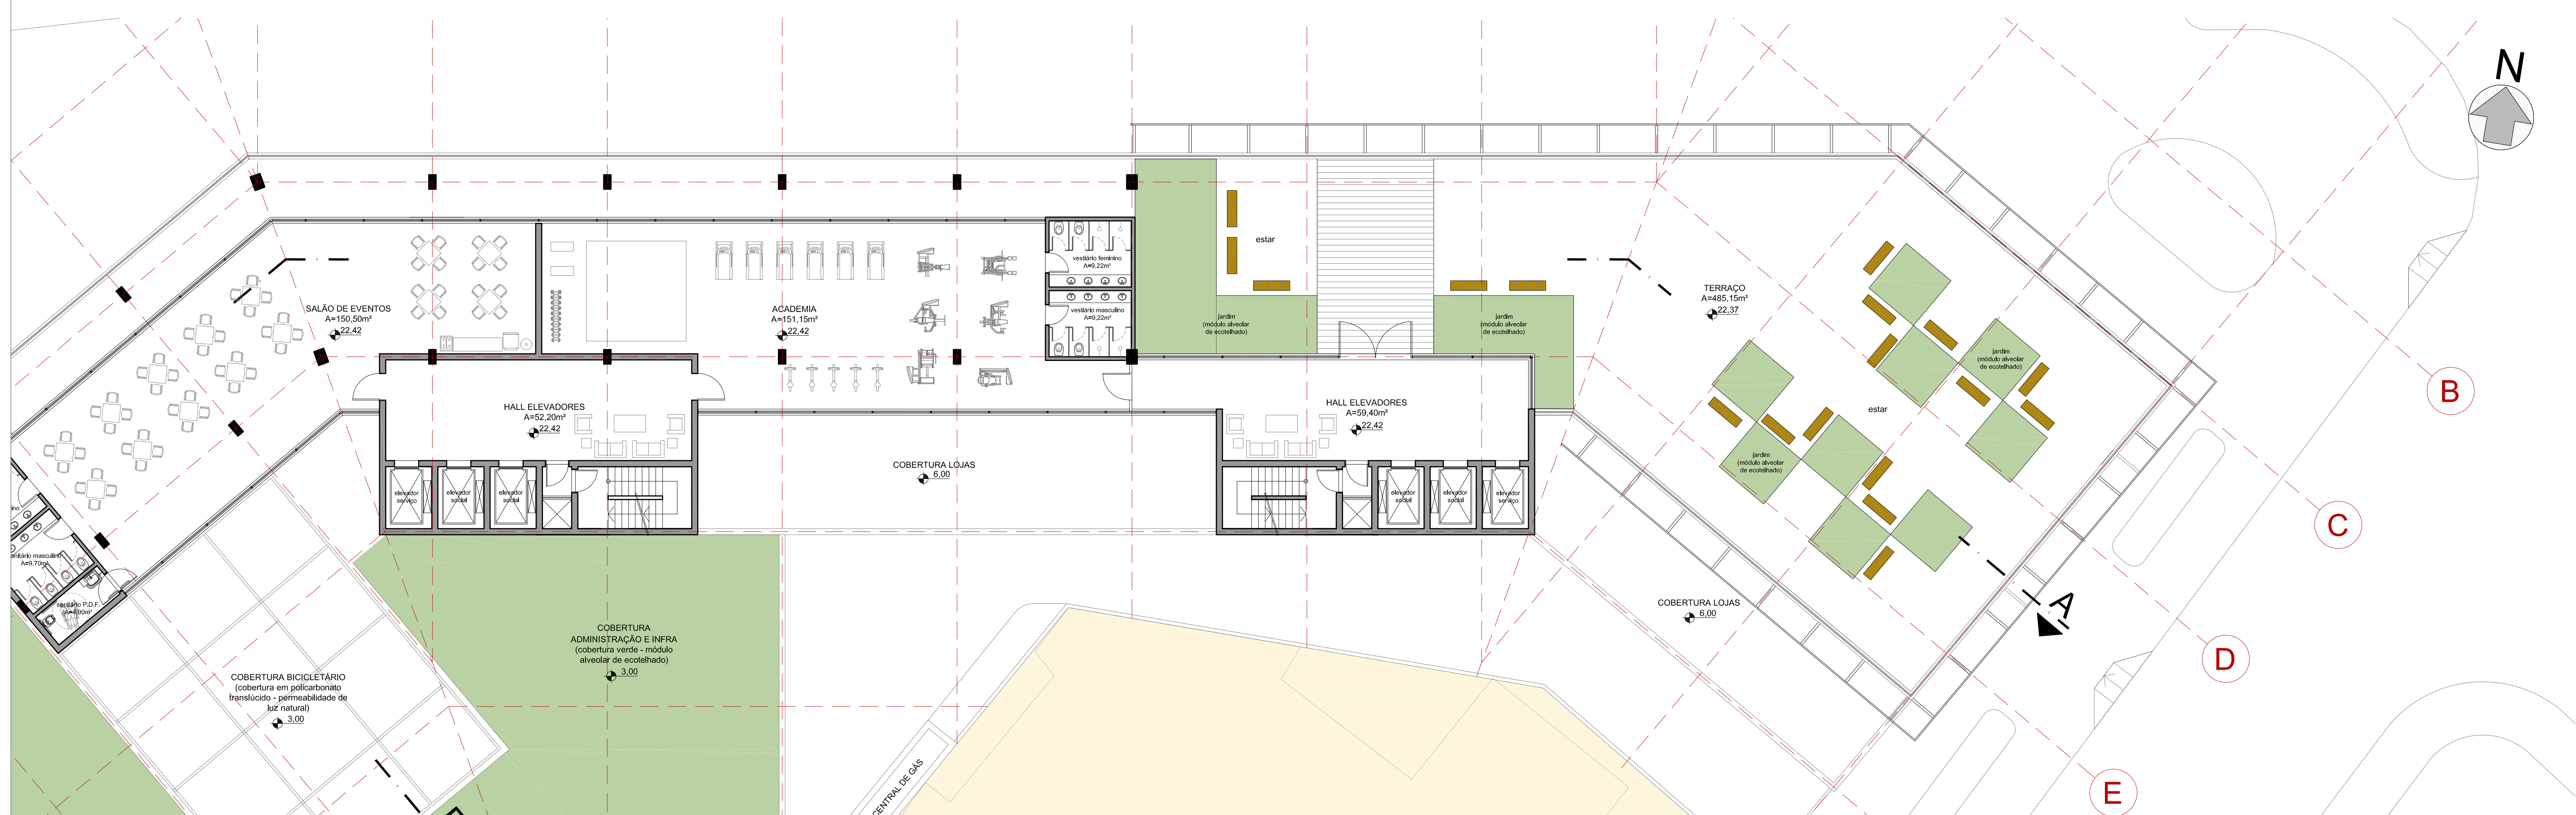 N
SALÃO DE EVENTOS
A=150,50m²
22,42
ACADEMIA
A=151,15m²
22,42
vestiário feminino
A=9,22m²
vestiário masculino
A=9,22m²
estar
jardim
(módulo alveolar
de ecotelhado)
jardim
(módulo alveolar
de ecotelhado)
TERRAÇO
A=485,15m²
22,37
jardim
(módulo alveolar
de ecotelhado)
estar
jardim
(módulo alveolar
de ecotelhado)
B
C
D
E
A
HALL ELEVADORES
A=52,20m²
22,42
HALL ELEVADORES
A=59,40m²
22,42
elevador
serviço
elevador
social
elevador
social
COBERTURA LOJAS
6,00
elevador
social
elevador
social
elevador
serviço
COBERTURA LOJAS
6,00
A=9,70m²
sanitário P.D.F.
A=4,90m²
COBERTURA
ADMINISTRAÇÃO E INFRA
(cobertura verde - módulo
alveolar de ecotelhado)
3,00
COBERTURA BICICLETÁRIO
(cobertura em policarbonato
translúcido - permeabilidade de
luz natural)
3,00
CENTRAL DE GÁS